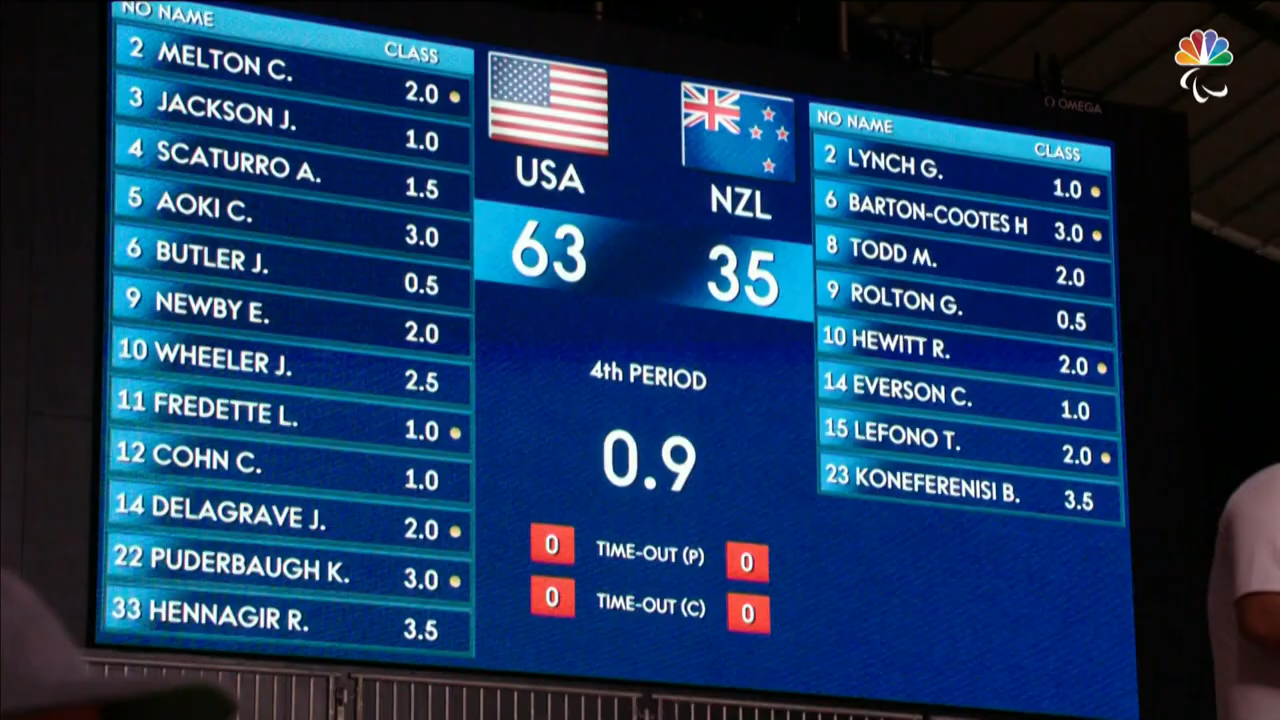 NO NAME
CLASS
2 MELTON C. 2.0
3 JACKSON J. 1.0
4 SCATURRO A. 1.5
5 AOKI C. 3.0
6 BUTLER J. 0.5
9 NEWBY E. 2.0
10 WHEELER J. 2.5
11 FREDETTE L. 1.0
12 COHN C. 1.0
14 DELAGRAVE J. 2.0
22 PUDERBAUGH K. 3.0
33 HENNAGIR R. 3.5
USA NZL
63 35
4th PERIOD
0.9
0 TIME-OUT (P) 0
0 TIME-OUT (C) 0
Ω OMEGA
NO NAME
CLASS
2 LYNCH G. 1.0
6 BARTON-COOTES H 3.0
8 TODD M. 2.0
9 ROLTON G. 0.5
10 HEWITT R. 2.0
14 EVERSON C. 1.0
15 LEFONO T. 2.0
23 KONEFERENISI B. 3.5